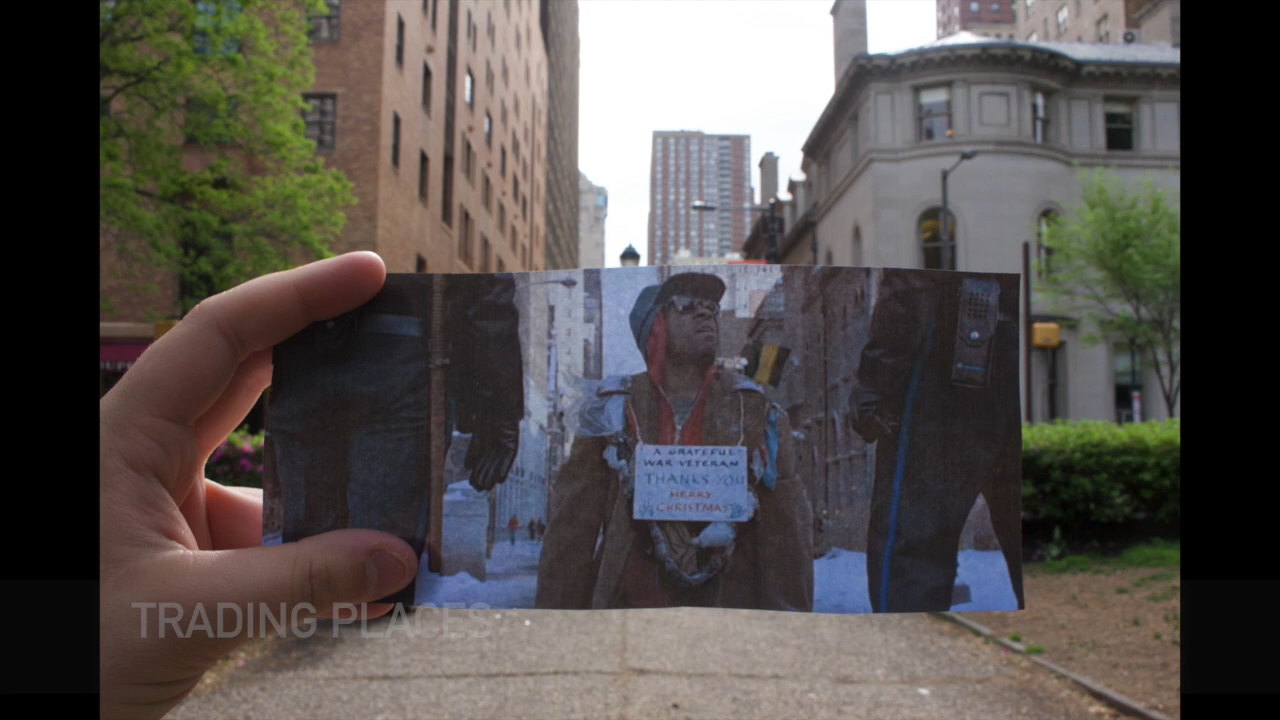 A GRATEFUL
WAR VETERAN
THANKS YOU
MERRY
CHRISTMAS
TRADING PLACES